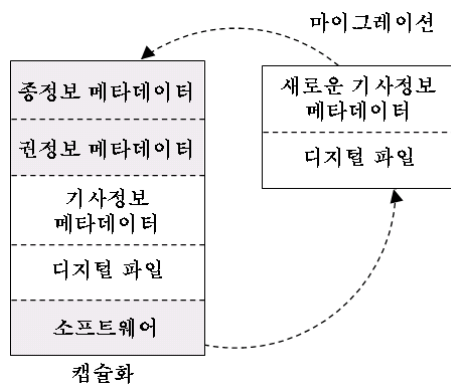 마이그레이션
종정보 메타데이터
권정보 메타데이터
기사정보
메타데이터
디지털 파일
소프트웨어
캡슐화
새로운 기사정보
메타데이터
디지털 파일